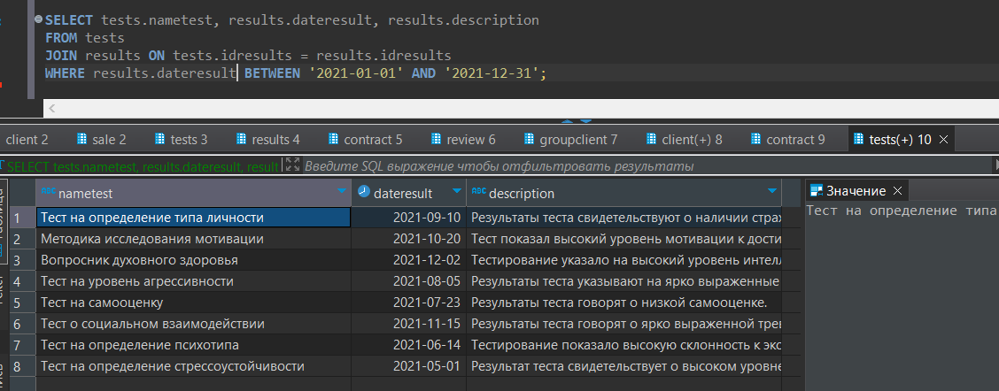 SELECT tests.nametest, results.dateresult, results.description
FROM tests
JOIN results ON tests.idresults = results.idresults
WHERE results.dateresult BETWEEN '2021-01-01' AND '2021-12-31';
client 2 sale 2 tests 3 results 4 contract 5 review 6 groupclient 7 client(+) 8 contract 9 tests(+) 10
SELECT tests.nametest, results.dateresult, result Введите SQL выражение чтобы отфильтровать результаты
nametest dateresult description Значение
1 Тест на определение типа личности 2021-09-10 Результаты теста свидетельствуют о наличии страх Тест на определение типа
2 Методика исследования мотивации 2021-10-20 Тест показал высокий уровень мотивации к дости
3 Вопросник духовного здоровья 2021-12-02 Тестирование указало на высокий уровень интелл
4 Тест на уровень агрессивности 2021-08-05 Результаты теста указывают на ярко выраженные
5 Тест на самооценку 2021-07-23 Результаты теста говорят о низкой самооценке.
6 Тест о социальном взаимодействии 2021-11-15 Результаты теста говорят о ярко выраженной трев
7 Тест на определение психотипа 2021-06-14 Тестирование показало высокую склонность к экс
8 Тест на определение стрессоустойчивости 2021-05-01 Результат теста свидетельствует о высоком уровне